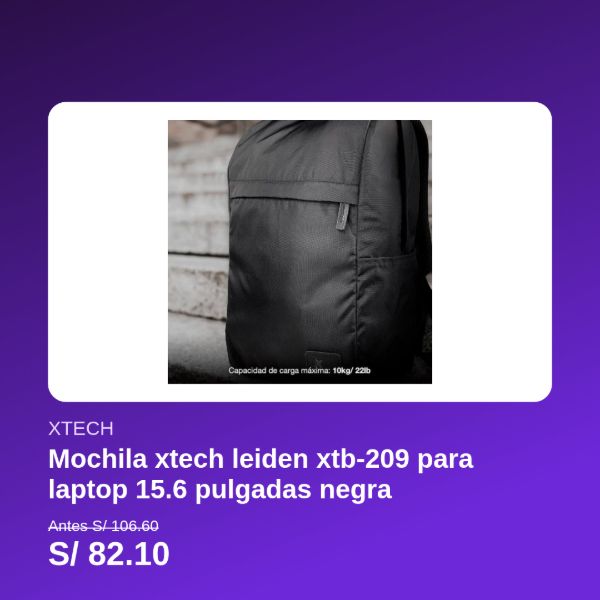 Capacidad de carga máxima: 10kg/ 22lb
XTECH
Mochila xtech leiden xtb-209 para
laptop 15.6 pulgadas negra
Antes S/ 106.60
S/ 82.10